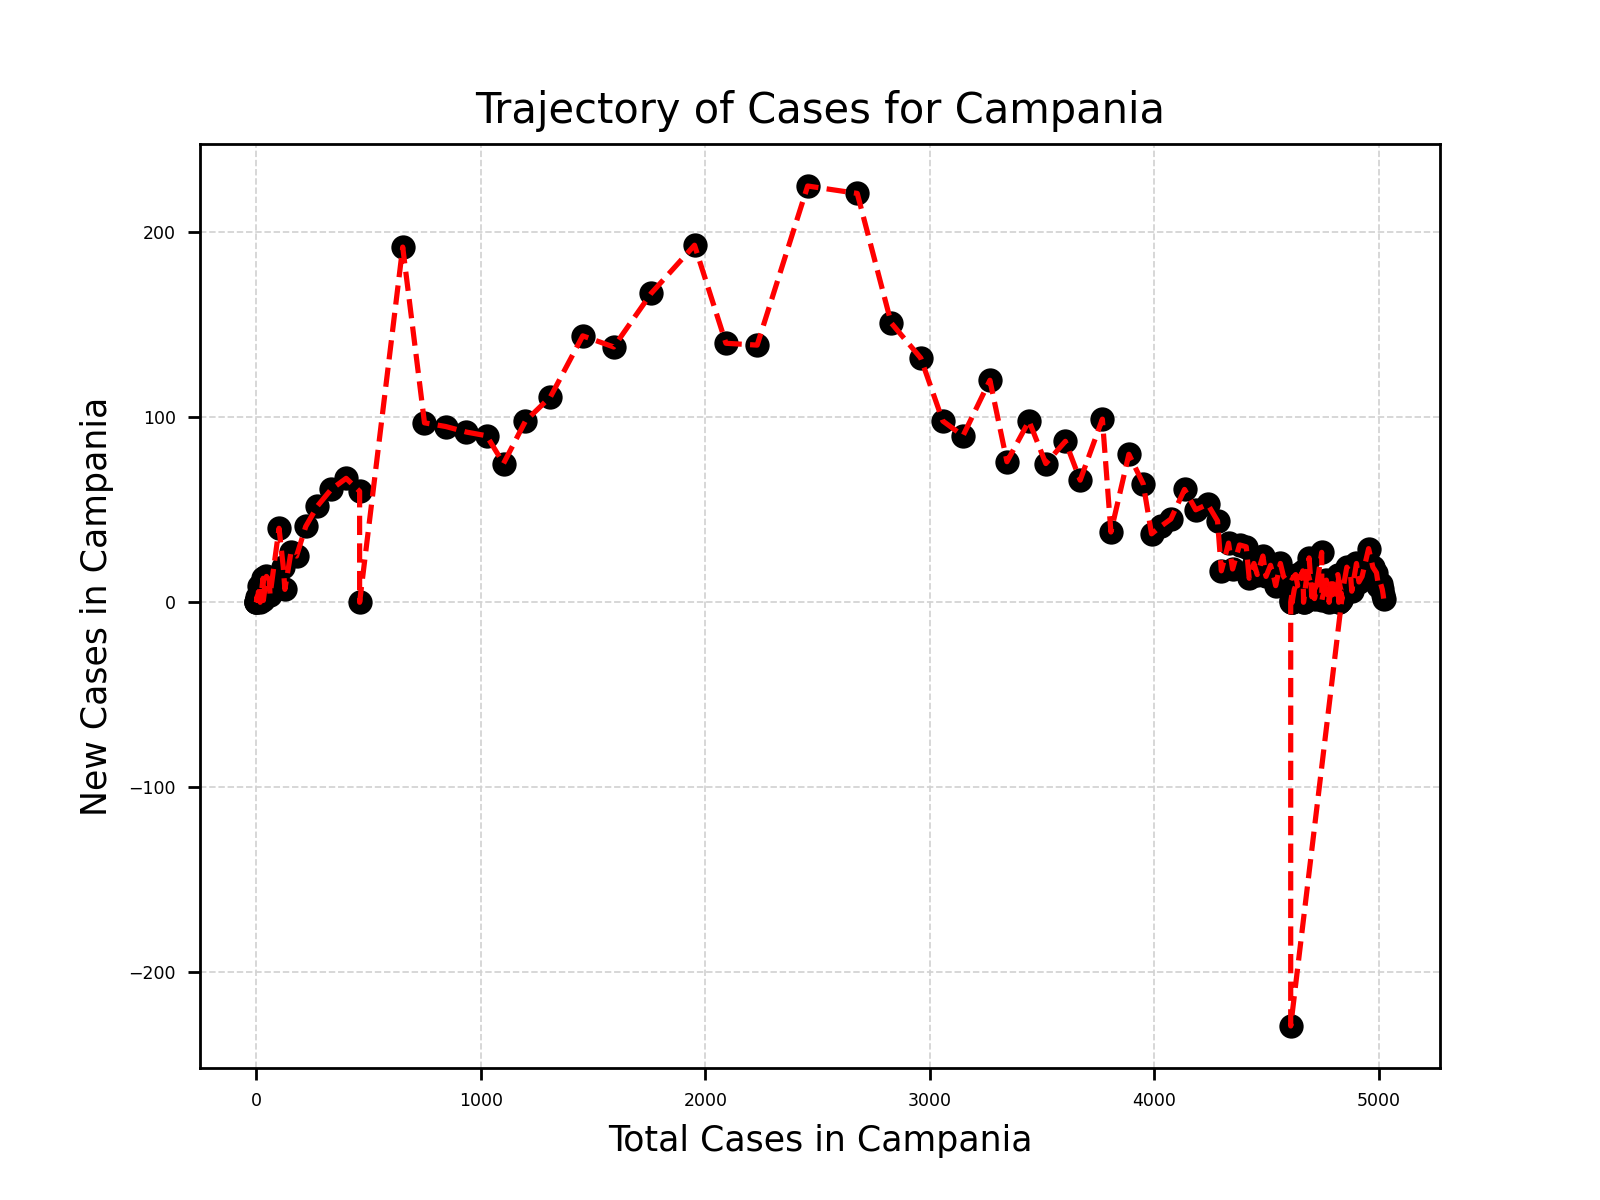 Trajectory of Cases for Campania
New Cases in Campania
200
100
0
−100
−200
0 1000 2000 3000 4000 5000
Total Cases in Campania